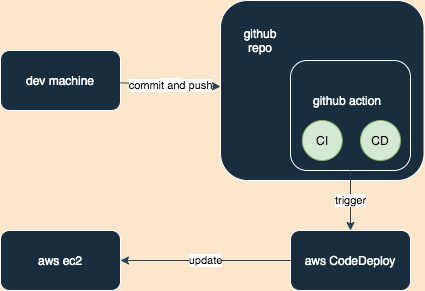 github
repo
dev machine
commit and push
github action
CI
CD
trigger
aws ec2
update
aws CodeDeploy